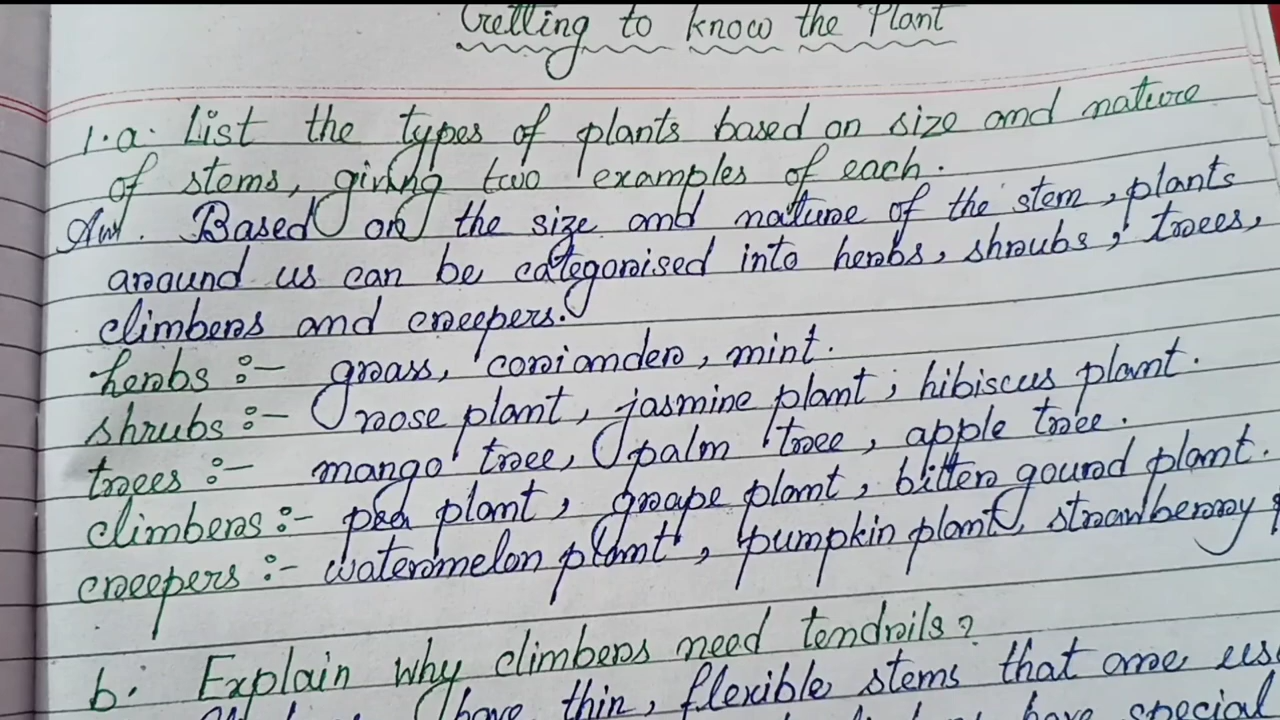 Getting to know the Plant
1.a. List the types of plants based on size and nature
of stems, giving two examples of each.
Ans. Based on the size and nature of the stem, plants
around us can be categorised into herbs, shrubs, trees,
climbers and creepers.
herbs :- grass, coriander, mint.
shrubs :- rose plant, jasmine plant, hibiscus plant.
trees :- mango tree, palm tree, apple tree.
climbers :- pea plant, grape plant, bitter gourd plant.
creepers :- watermelon plant, pumpkin plant, strawberry
b. Explain why climbers need tendrils?
have thin, flexible stems that are
have special